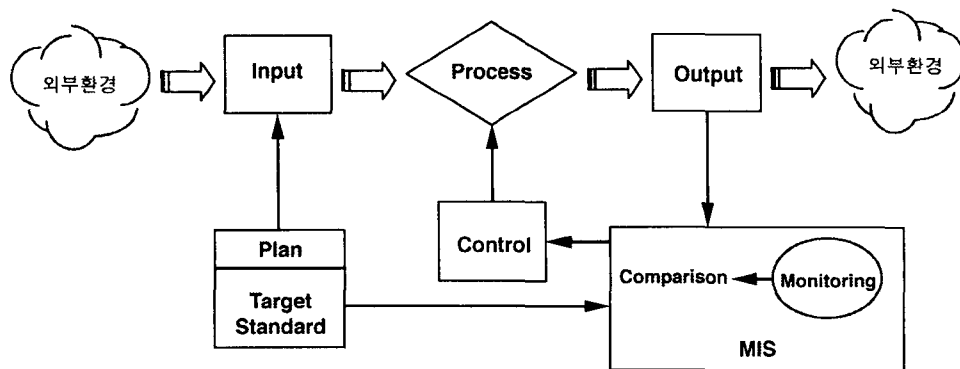 외부환경
Input
Process
Output
외부환경
Plan
Target
Standard
Control
Comparison
Monitoring
MIS